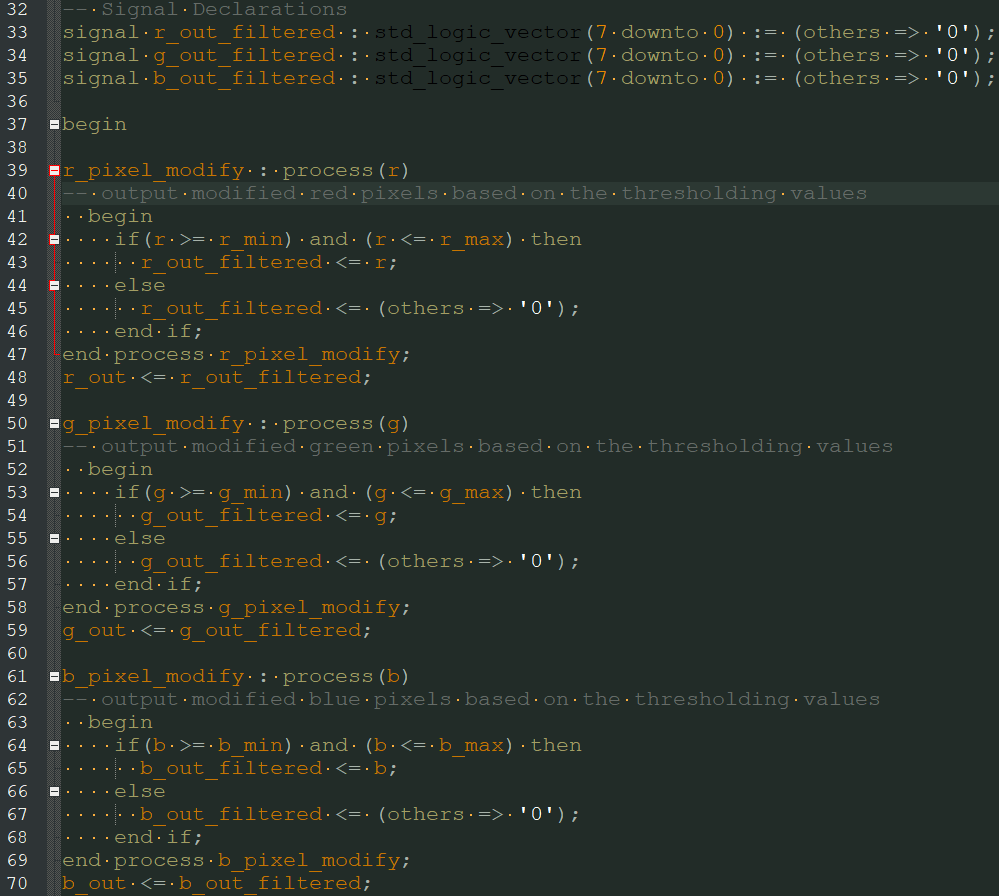 32 -- Signal Declarations
33 signal r_out_filtered : std_logic_vector(7 downto 0) := (others => '0');
34 signal g_out_filtered : std_logic_vector(7 downto 0) := (others => '0');
35 signal b_out_filtered : std_logic_vector(7 downto 0) := (others => '0');
36
37 begin
38
39 r_pixel_modify : process(r)
40 -- output modified red pixels based on the thresholding values
41   begin
42     if(r >= r_min) and (r <= r_max) then
43       r_out_filtered <= r;
44     else
45       r_out_filtered <= (others => '0');
46     end if;
47 end process r_pixel_modify;
48 r_out <= r_out_filtered;
49
50 g_pixel_modify : process(g)
51 -- output modified green pixels based on the thresholding values
52   begin
53     if(g >= g_min) and (g <= g_max) then
54       g_out_filtered <= g;
55     else
56       g_out_filtered <= (others => '0');
57     end if;
58 end process g_pixel_modify;
59 g_out <= g_out_filtered;
60
61 b_pixel_modify : process(b)
62 -- output modified blue pixels based on the thresholding values
63   begin
64     if(b >= b_min) and (b <= b_max) then
65       b_out_filtered <= b;
66     else
67       b_out_filtered <= (others => '0');
68     end if;
69 end process b_pixel_modify;
70 b_out <= b_out_filtered;